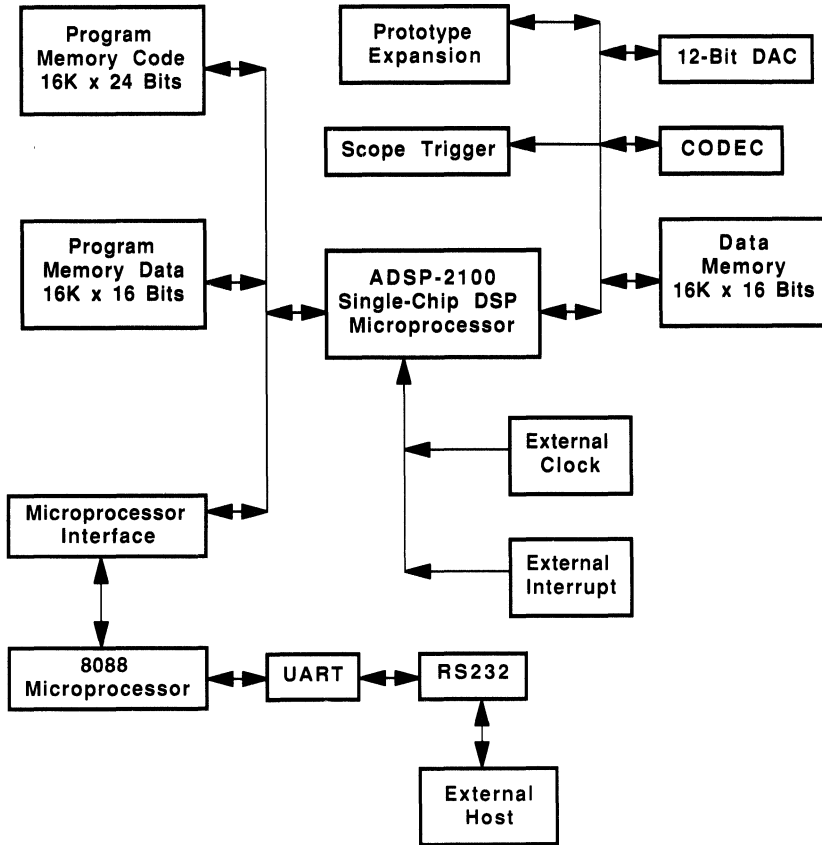 Program
Memory Code
16K x 24 Bits
Prototype
Expansion
12-Bit DAC
Scope Trigger
CODEC
Program
Memory Data
16K x 16 Bits
ADSP-2100
Single-Chip DSP
Microprocessor
Data
Memory
16K x 16 Bits
External
Clock
Microprocessor
Interface
External
Interrupt
8088
Microprocessor
UART
RS232
External
Host